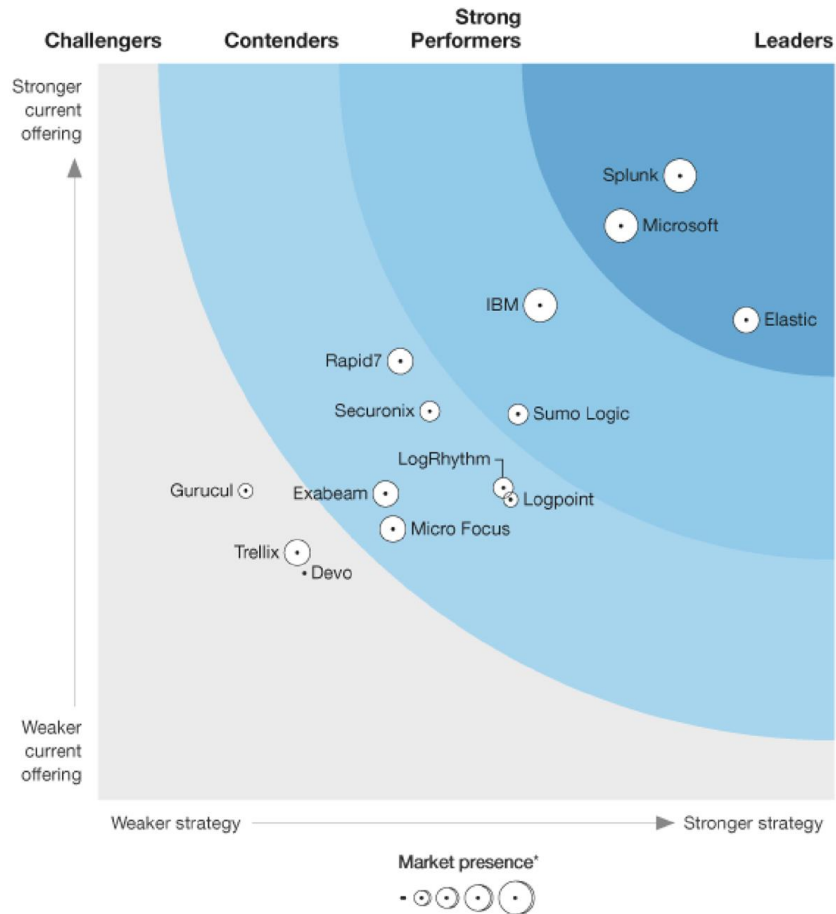 Strong
Challengers Contenders Performers Leaders
Stronger
current
offering
Splunk
Microsoft
IBM
Elastic
Rapid7
Securonix
Sumo Logic
LogRhythm
Gurucul
Exabeam
Logpoint
Micro Focus
Trellix
Devo
Weaker
current
offering
Weaker strategy
Stronger strategy
Market presence*